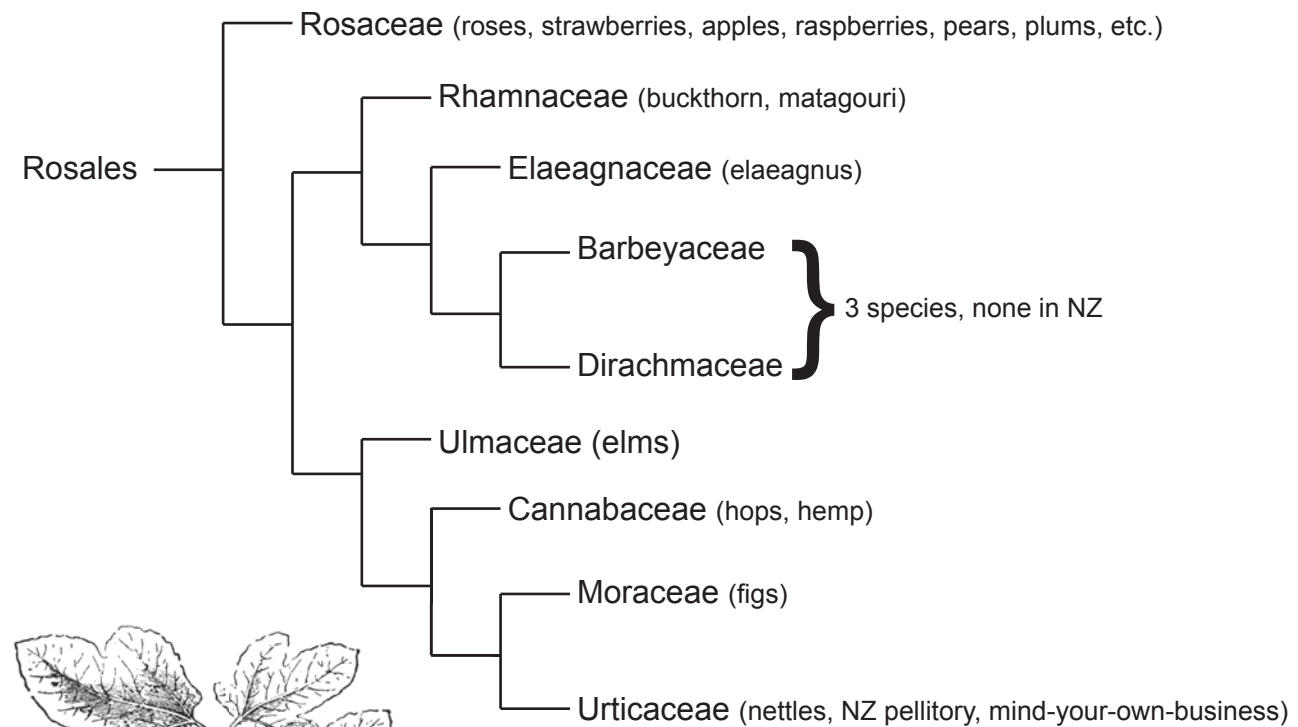 Rosaceae (roses, strawberries, apples, raspberries, pears, plums, etc.)
Rhamnaceae (buckthorn, matagouri)
Rosales
Elaeagnaceae (elaeagnus)
Barbeyaceae
3 species, none in NZ
Dirachmaceae
Ulmaceae (elms)
Cannabaceae (hops, hemp)
Moraceae (figs)
Urticaceae (nettles, NZ pellitory, mind-your-own-business)